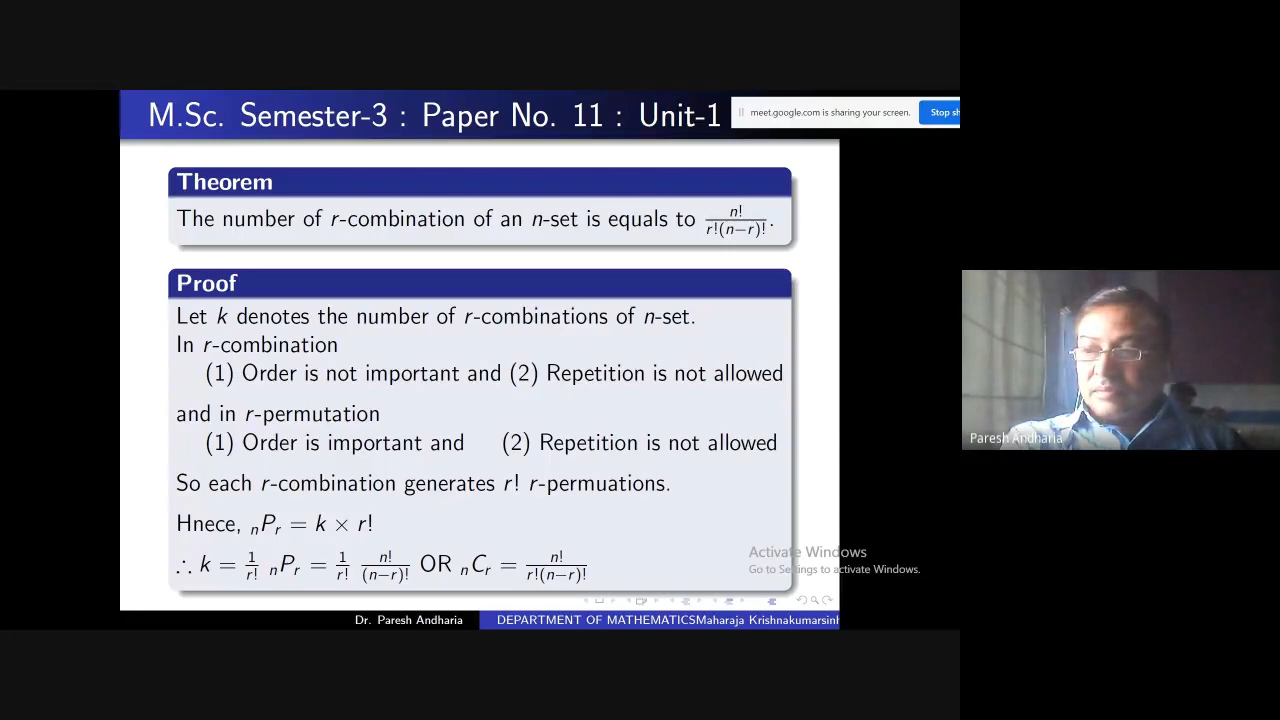 M.Sc. Semester-3 : Paper No. 11 : Unit-1
meet.google.com is sharing your screen.
Stop sh
Theorem
The number of r-combination of an n-set is equals to n!/r!(n−r)!.
Proof
Let k denotes the number of r-combinations of n-set.
In r-combination
(1) Order is not important and (2) Repetition is not allowed
and in r-permutation
(1) Order is important and (2) Repetition is not allowed
So each r-combination generates r! r-permuations.
Hnece, ₙPᵣ = k × r!
∴ k = 1/r! ₙPᵣ = 1/r! n!/(n−r)! OR ₙCᵣ = n!/r!(n−r)!
Activate Windows
Go to Settings to activate Windows.
Paresh Andharia
Dr. Paresh Andharia
DEPARTMENT OF MATHEMATICSMaharaja Krishnakumarsinh